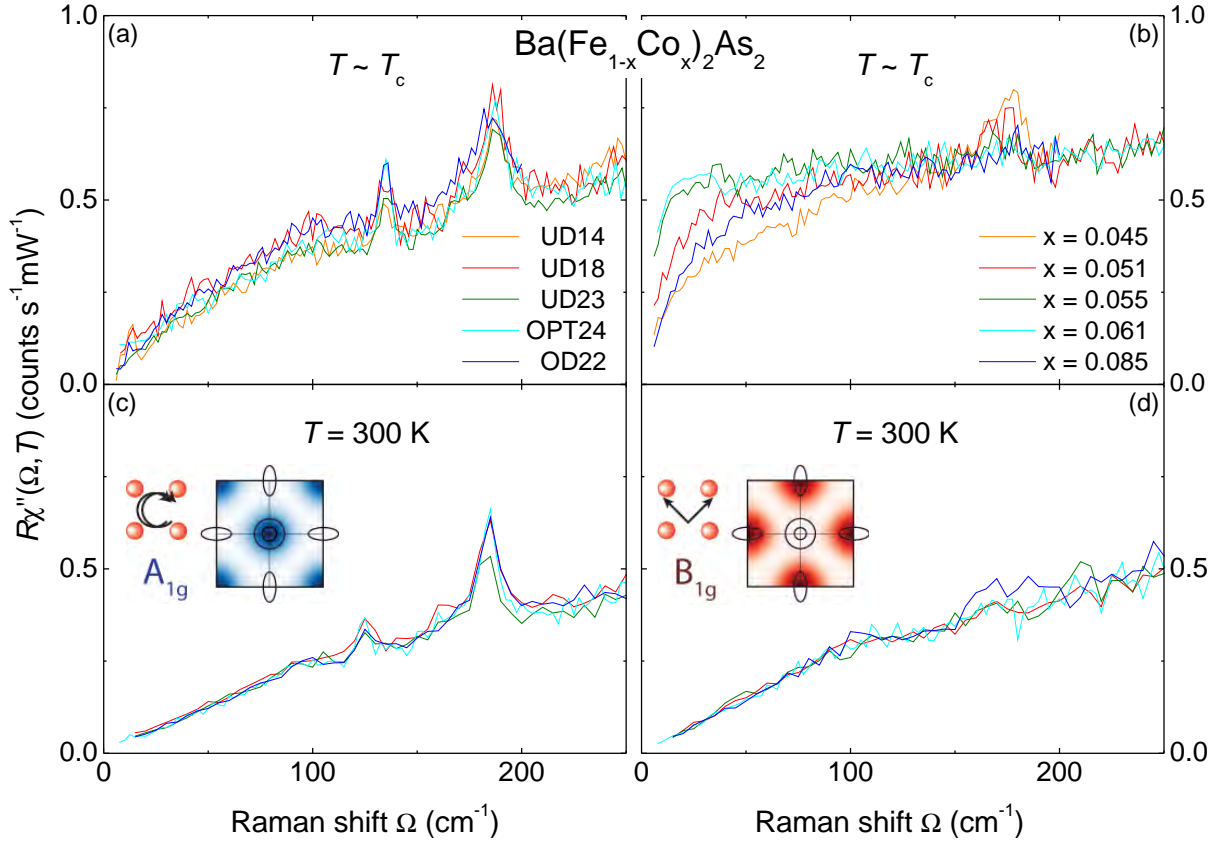 Ba(Fe₁₋ₓCoₓ)₂As₂
(a)
T ~ T_c
UD14
UD18
UD23
OPT24
OD22
(b)
T ~ T_c
x = 0.045
x = 0.051
x = 0.055
x = 0.061
x = 0.085
1.0
0.5
0.0
1.0
0.5
0.0
(c)
T = 300 K
A₁g
(d)
T = 300 K
B₁g
0.5
0.0
0.5
0.0
Rχ''(Ω,T) (counts s⁻¹mW⁻¹)
0
100
200
0
100
200
Raman shift Ω (cm⁻¹)
Raman shift Ω (cm⁻¹)